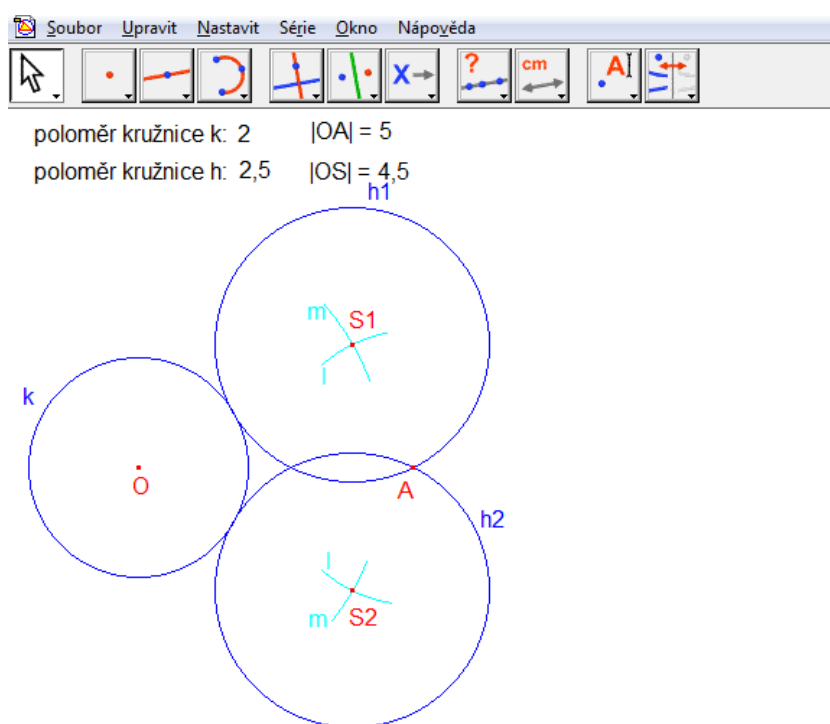 Soubor Upravit Nastavit Série Okno Nápověda
? cm A
X
poloměr kružnice k: 2 |OA| = 5
poloměr kružnice h: 2,5 |OS| = 4,5
h1
m S1
l
k
O A
h2
l
m S2